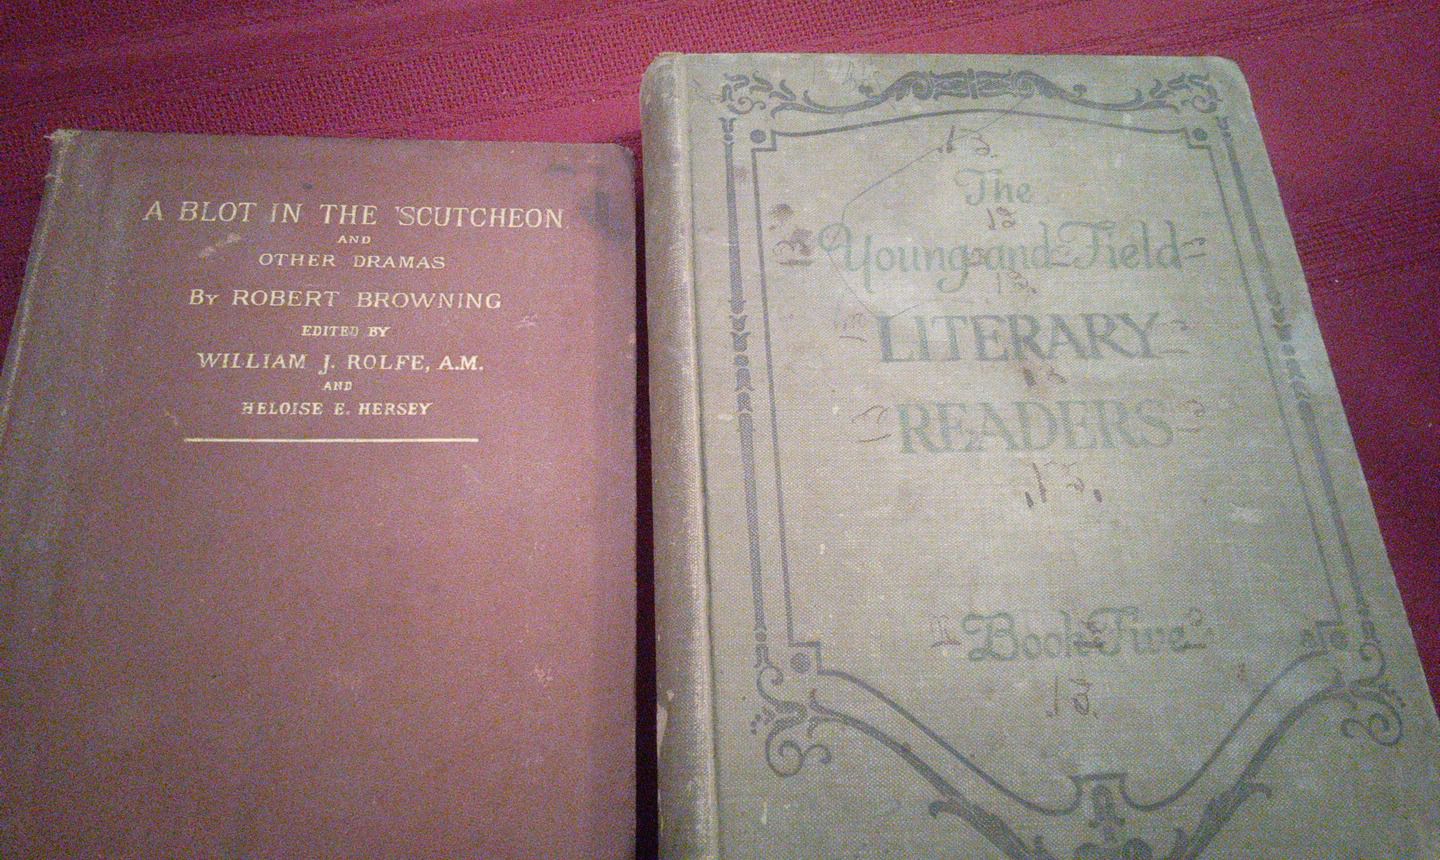 A BLOT IN THE 'SCUTCHEON
AND
OTHER DRAMAS
By ROBERT BROWNING
EDITED BY
WILLIAM J. ROLFE, A.M.
AND
HELOISE E. HERSEY
The
Young and Field
LITERARY
READERS
Book Five